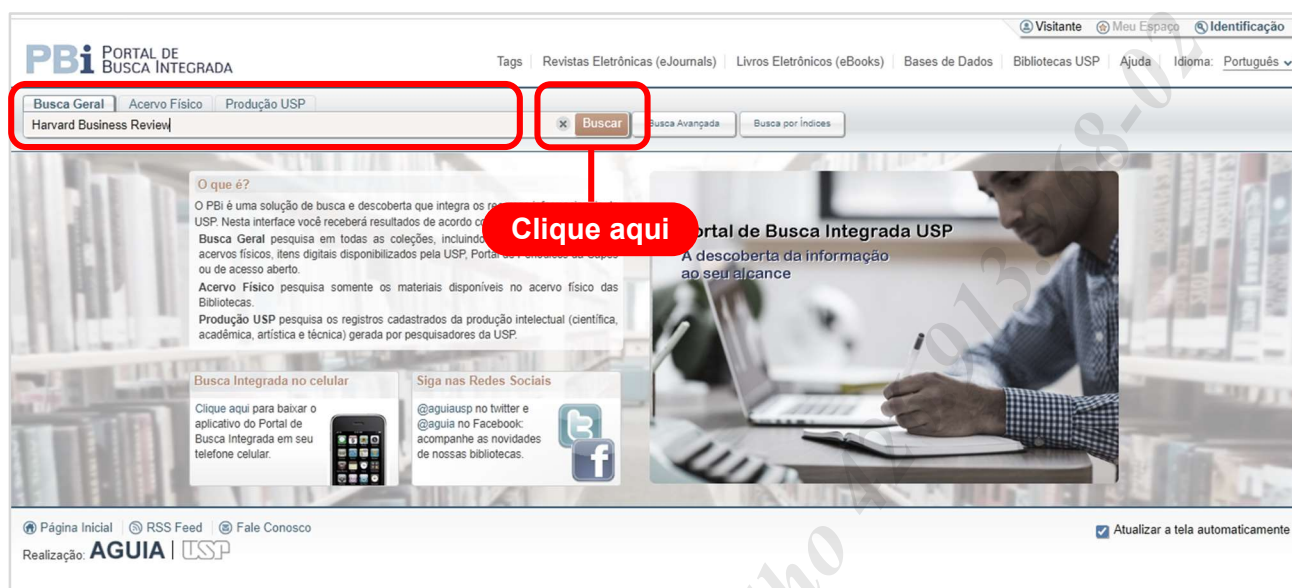 Visitante Meu Espaço Identificação
PBi PORTAL DE
BUSCA INTEGRADA
Tags Revistas Eletrônicas (eJournals) Livros Eletrônicos (eBooks) Bases de Dados Bibliotecas USP Ajuda Idioma: Português
Busca Geral Acervo Físico Produção USP
Harvard Business Review
Buscar Busca Avançada Busca por Índices
Clique aqui
O que é?
O PBi é uma solução de busca e descoberta que integra os
USP. Nesta interface você receberá resultados de acordo
Busca Geral pesquisa em todas as coleções, incluindo
acervos físicos, itens digitais disponibilizados pela USP, Portal
ou de acesso aberto.
Acervo Físico pesquisa somente os materiais disponíveis no acervo físico das
Bibliotecas.
Produção USP pesquisa os registros cadastrados da produção intelectual (científica,
acadêmica, artística e técnica) gerada por pesquisadores da USP.
Portal de Busca Integrada USP
A descoberta da informação
ao seu alcance
Busca Integrada no celular
Clique aqui para baixar o
aplicativo do Portal de
Busca Integrada em seu
telefone celular.
Siga nas Redes Sociais
@aguiausp no twitter e
@aguia no Facebook:
acompanhe as novidades
de nossas bibliotecas.
Página Inicial RSS Feed Fale Conosco
Atualizar a tela automaticamente
Realização: AGUIA | USP